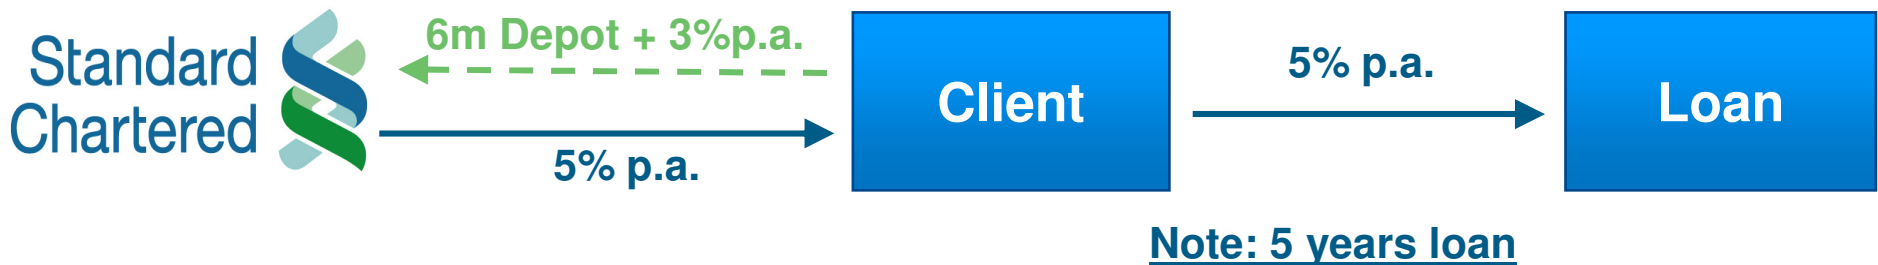 Standard
Chartered
6m Depot + 3%p.a.
5% p.a.
Client
5% p.a.
Loan
Note: 5 years loan